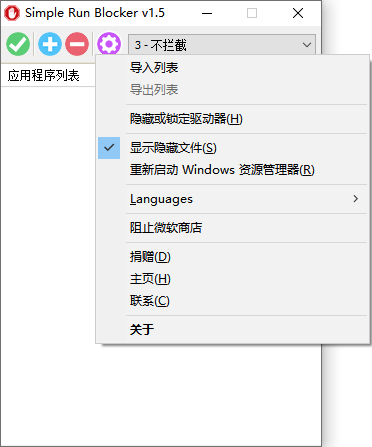 Simple Run Blocker v1.5
3 - 不拦截
应用程序列表
导入列表
导出列表
隐藏或锁定驱动器(H)
显示隐藏文件(S)
重新启动 Windows 资源管理器(R)
Languages
阻止微软商店
捐赠(D)
主页(H)
联系(C)
关于